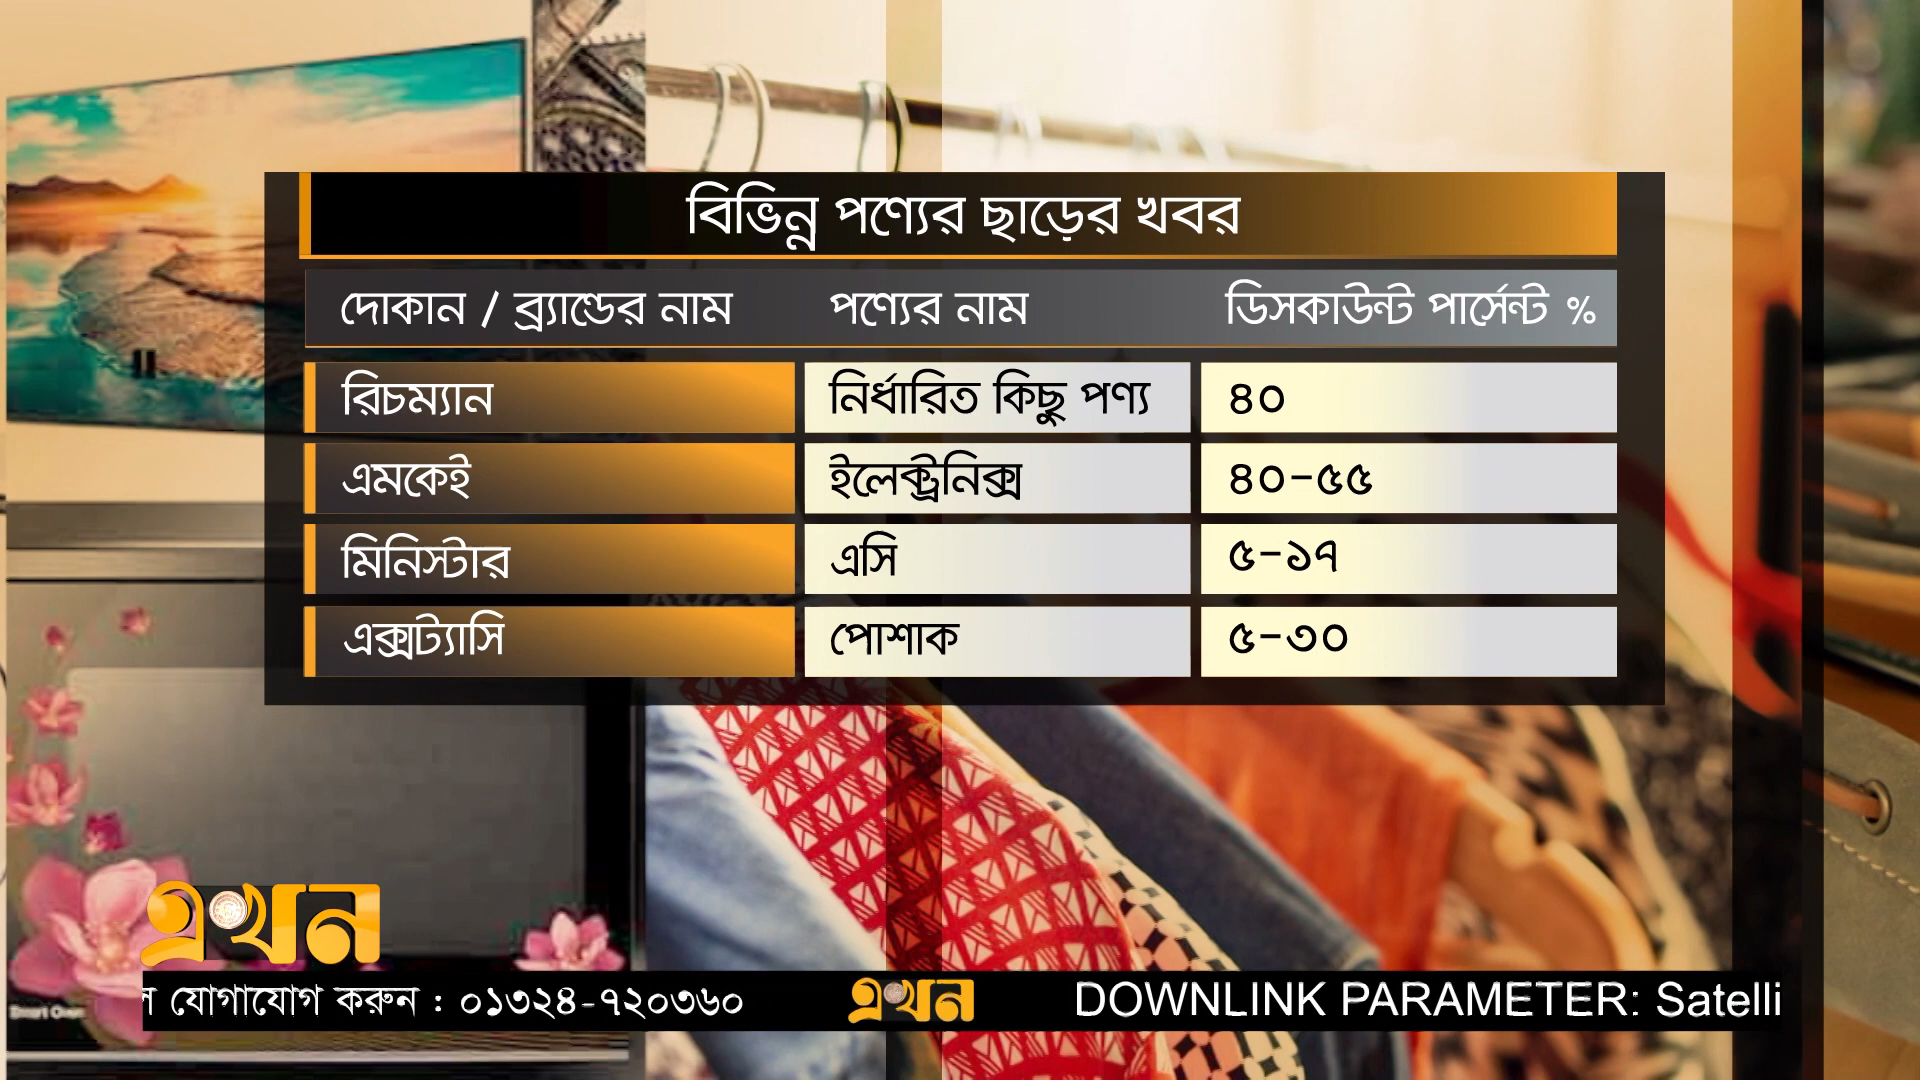 বিভিন্ন পণ্যের ছাড়ের খবর
দোকান / ব্র্যান্ডের নাম পণ্যের নাম ডিসকাউন্ট পার্সেন্ট %
রিচম্যান নির্ধারিত কিছু পণ্য ৪০
এমকেই ইলেক্ট্রনিক্স ৪০-৫৫
মিনিস্টার এসি ৫-১৭
এক্সট্যাসি পোশাক ৫-৩০
এখন
যোগাযোগ করুন : ০১৩২৪-৭২০৩৬০ এখন DOWNLINK PARAMETER: Satelli